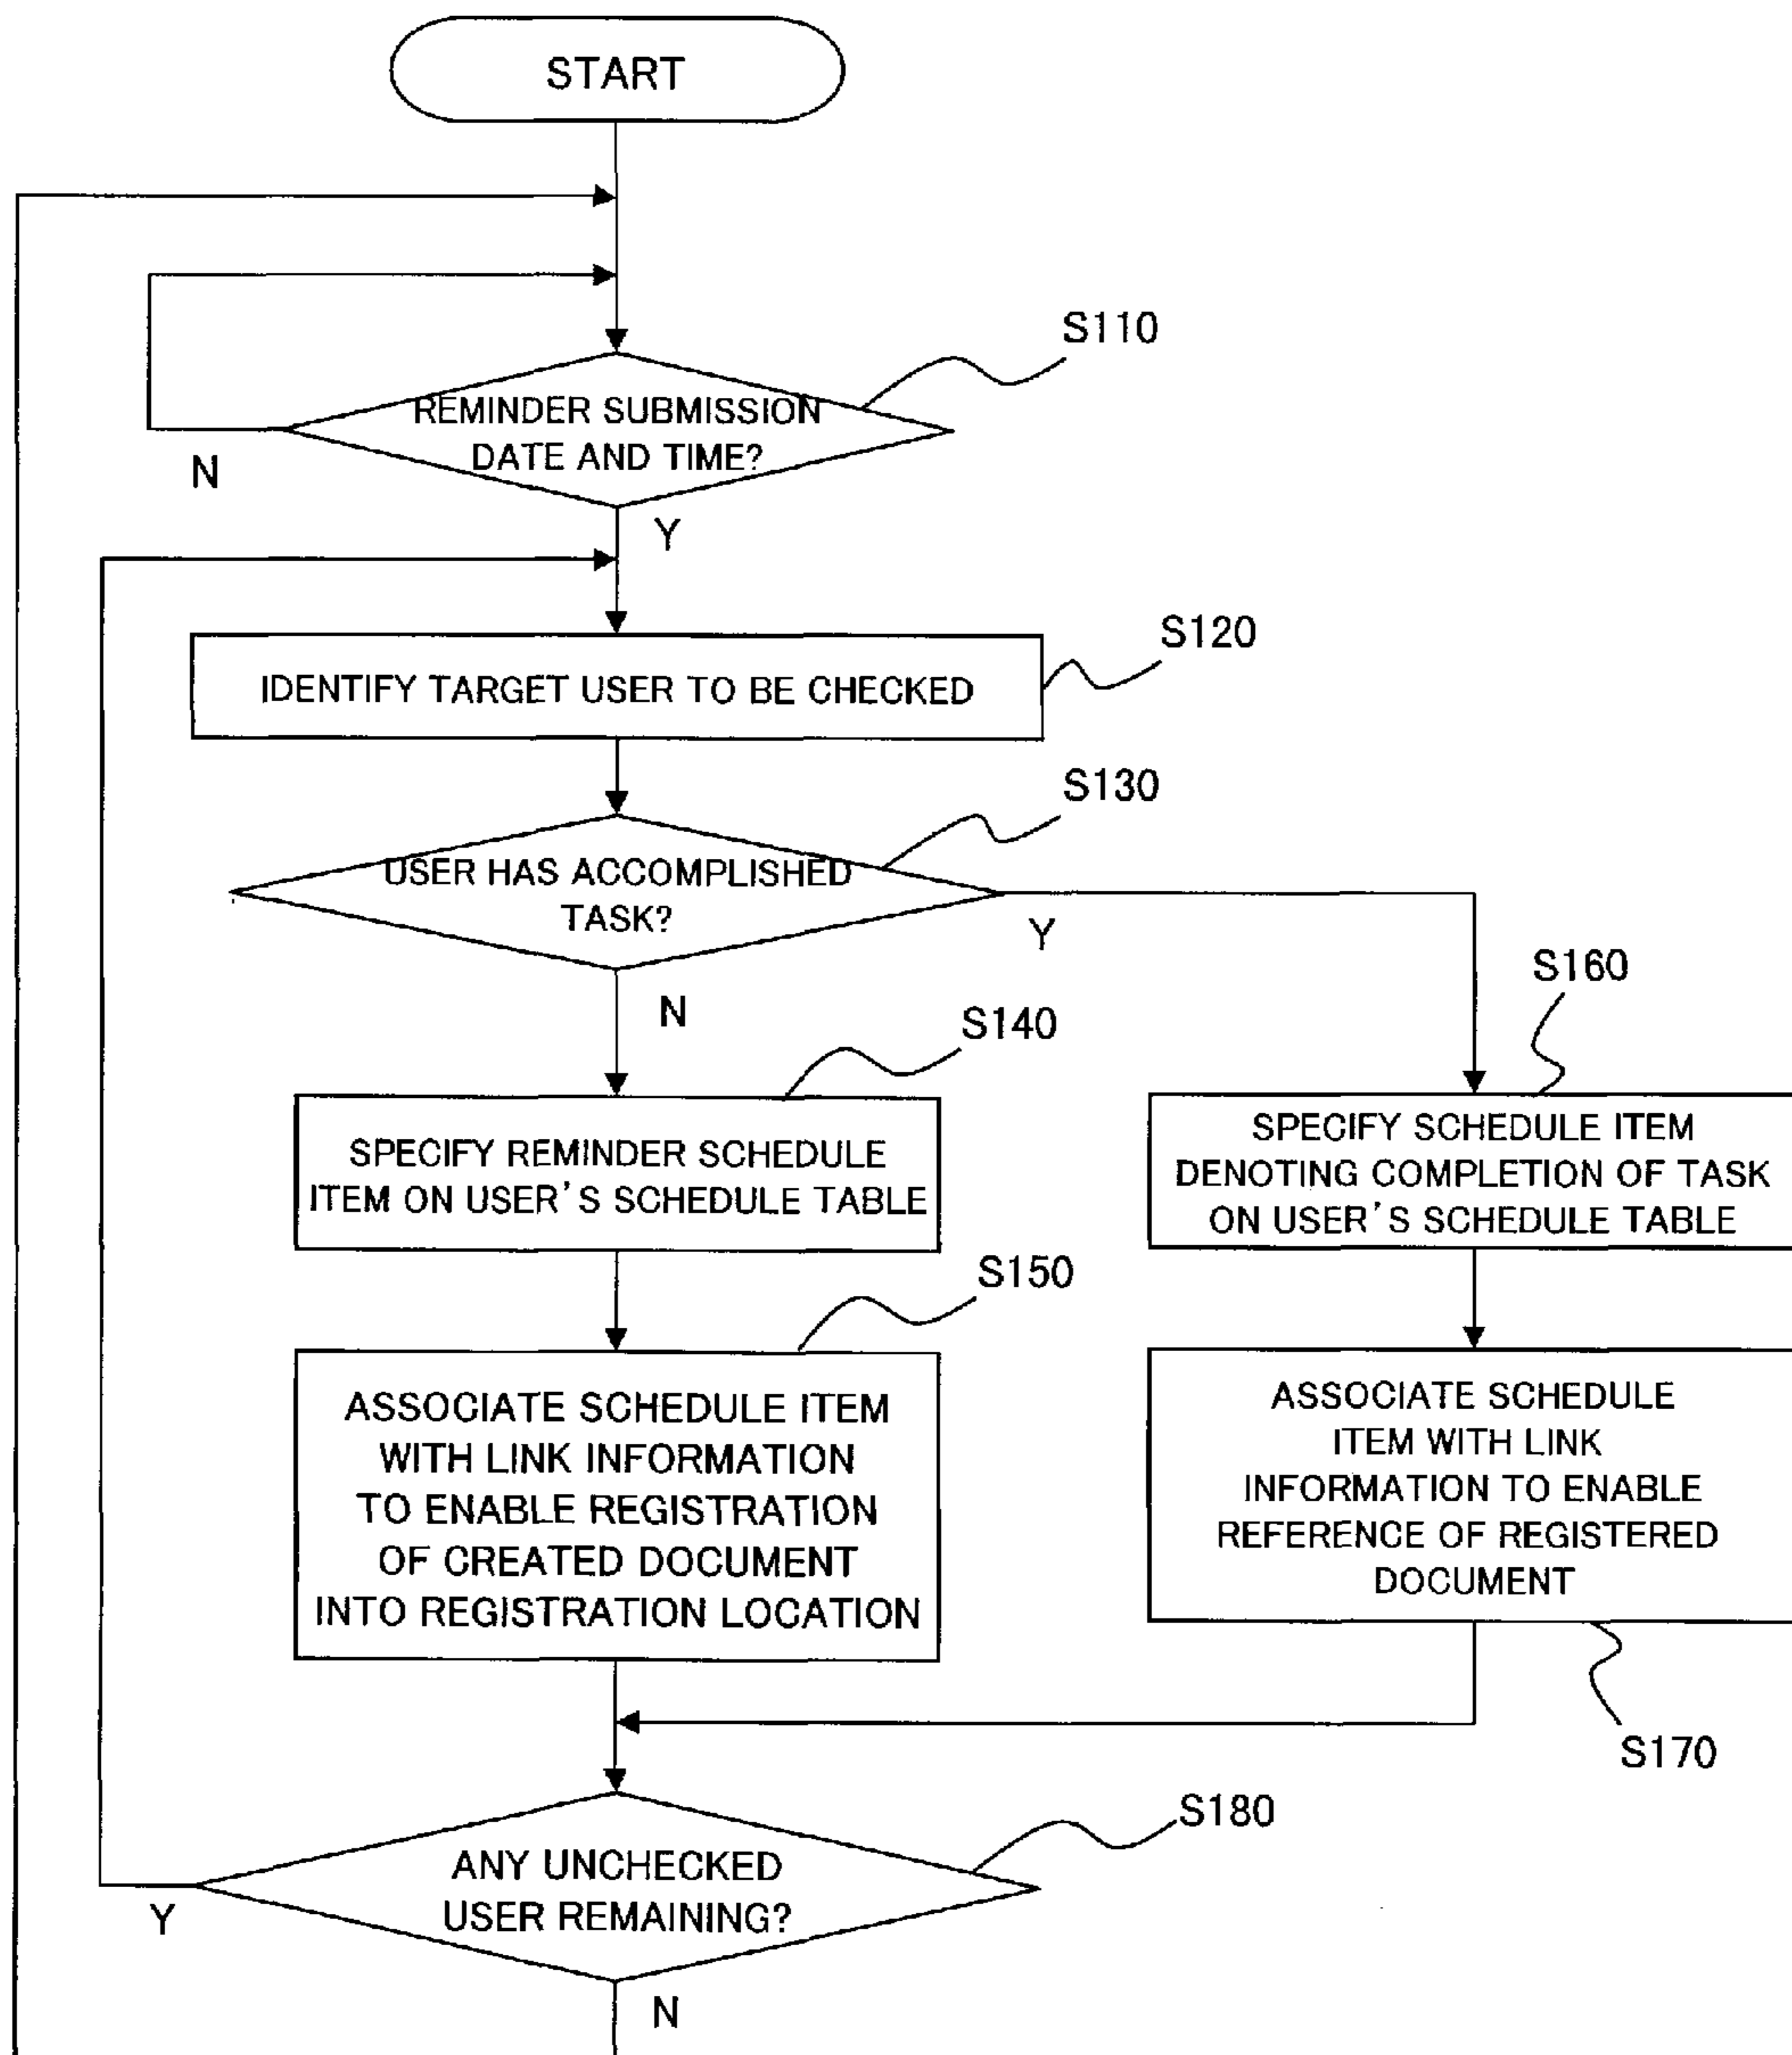 START
S110
REMINDER SUBMISSION
DATE AND TIME?
N
Y
S120
IDENTIFY TARGET USER TO BE CHECKED
S130
USER HAS ACCOMPLISHED
TASK?
Y
N
S140
SPECIFY REMINDER SCHEDULE
ITEM ON USER'S SCHEDULE TABLE
S160
SPECIFY SCHEDULE ITEM
DENOTING COMPLETION OF TASK
ON USER'S SCHEDULE TABLE
S150
ASSOCIATE SCHEDULE ITEM
WITH LINK INFORMATION
TO ENABLE REGISTRATION
OF CREATED DOCUMENT
INTO REGISTRATION LOCATION
ASSOCIATE SCHEDULE
ITEM WITH LINK
INFORMATION TO ENABLE
REFERENCE OF REGISTERED
DOCUMENT
S170
S180
ANY UNCHECKED
USER REMAINING?
Y
N